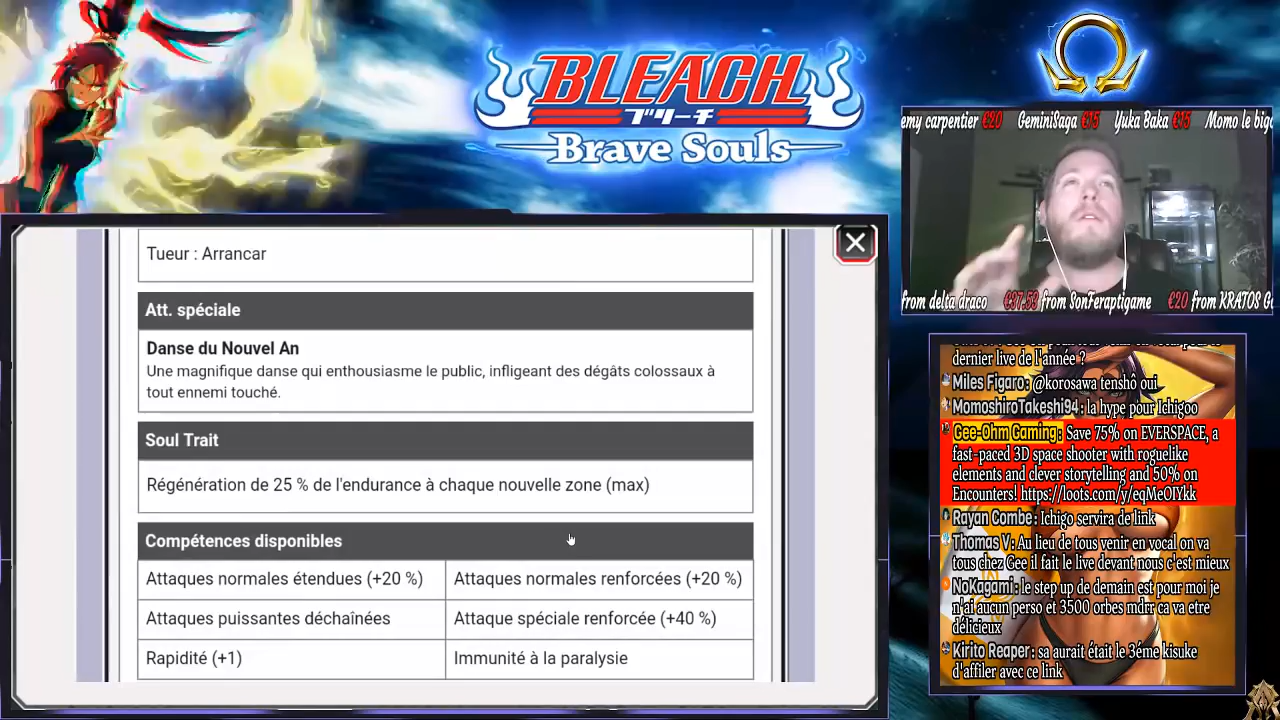 BLEACH
ブリーチ
Brave Souls
emy carpentier €20 GeminiSaga €15 Yuka Baka €15 Momo le big
from delta draco €37.53 from SonFeraptigame €20 from KRATOS G
Tueur : Arrancar
Att. spéciale
Danse du Nouvel An
Une magnifique danse qui enthousiasme le public, infligeant des dégâts colossaux à
tout ennemi touché.
Soul Trait
Régénération de 25 % de l'endurance à chaque nouvelle zone (max)
Compétences disponibles
Attaques normales étendues (+20 %) Attaques normales renforcées (+20 %)
Attaques puissantes déchaînées Attaque spéciale renforcée (+40 %)
Rapidité (+1) Immunité à la paralysie
dernier live de l'année ?
Miles Figaro: @korosawa tenshô oui
MomoshiroTakeshi94: la hype pour Ichigoo
Gee-Ohm Gaming: Save 75% on EVERSPACE, a
fast-paced 3D space shooter with roguelike
elements and clever storytelling and 50% on
Encounters! https://loots.com/y/eqMeOIYkk
Rayan Combe: Ichigo servira de link
Thomas V: Au lieu de tous venir en vocal on va
tous chez Gee il fait le live devant nous c'est mieux
NoKagami: le step up de demain est pour moi je
n'ai aucun perso et 3500 orbes mdrr ca va etre
délicieux
Kirito Reaper: sa aurait était le 3éme kisuke
d'affiler avec ce link